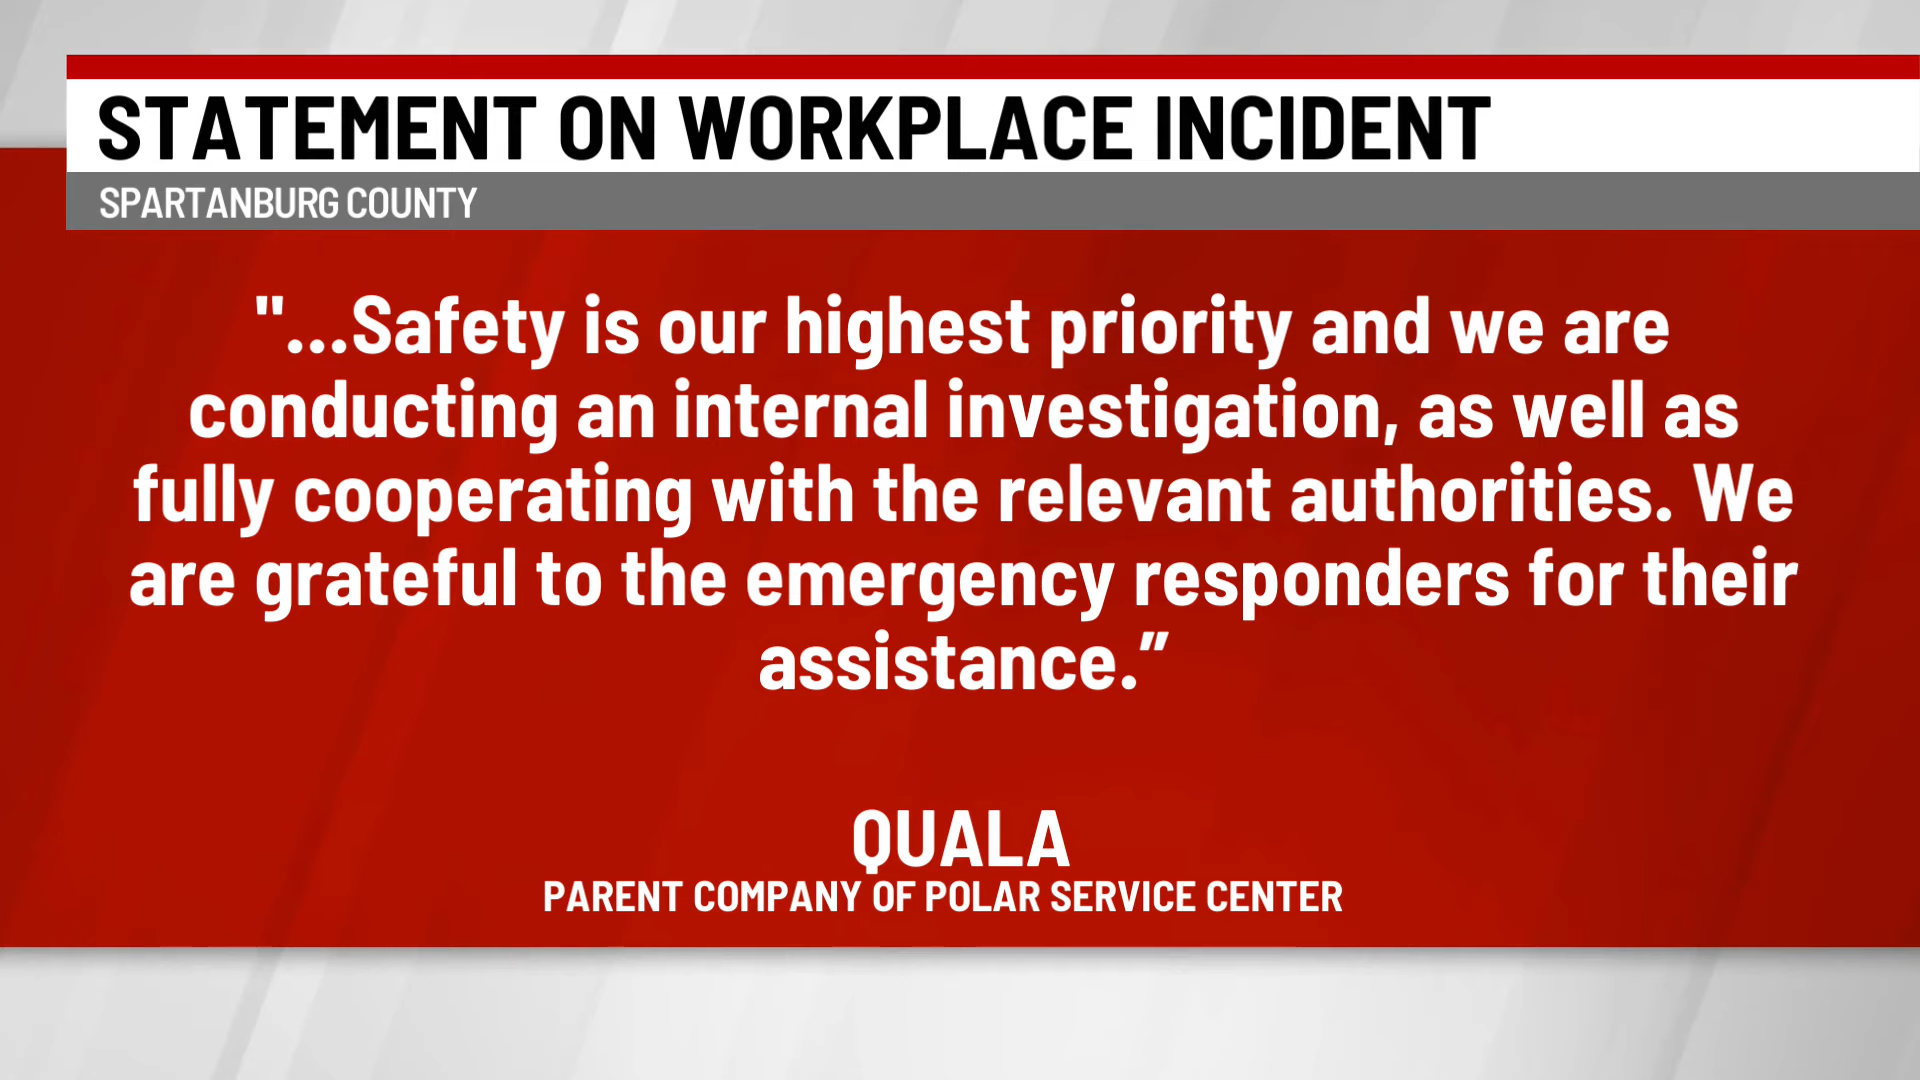 STATEMENT ON WORKPLACE INCIDENT
SPARTANBURG COUNTY
"...Safety is our highest priority and we are
conducting an internal investigation, as well as
fully cooperating with the relevant authorities. We
are grateful to the emergency responders for their
assistance.”
QUALA
PARENT COMPANY OF POLAR SERVICE CENTER